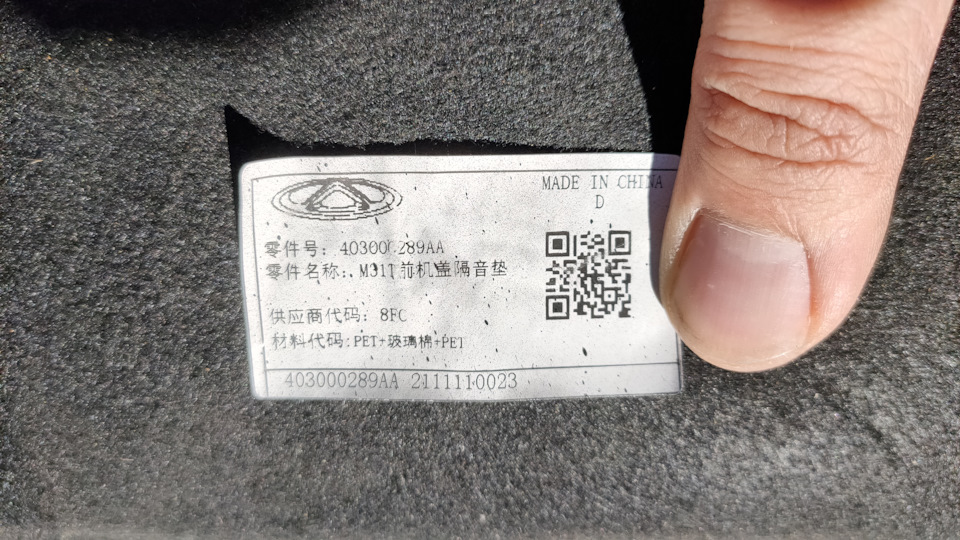 MADE IN CHINA
D
零件号: 403000289AA
零件名称: M31T前机盖隔音垫
供应商代码: 8FC
材料代码:PET+玻璃棉+PET
403000289AA 2111110023